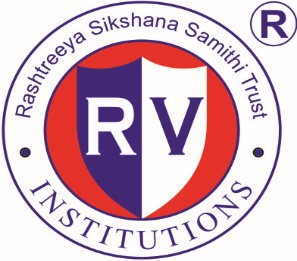 Rashtreeya Sikshana Samithi Trust
®
RV
INSTITUTIONS